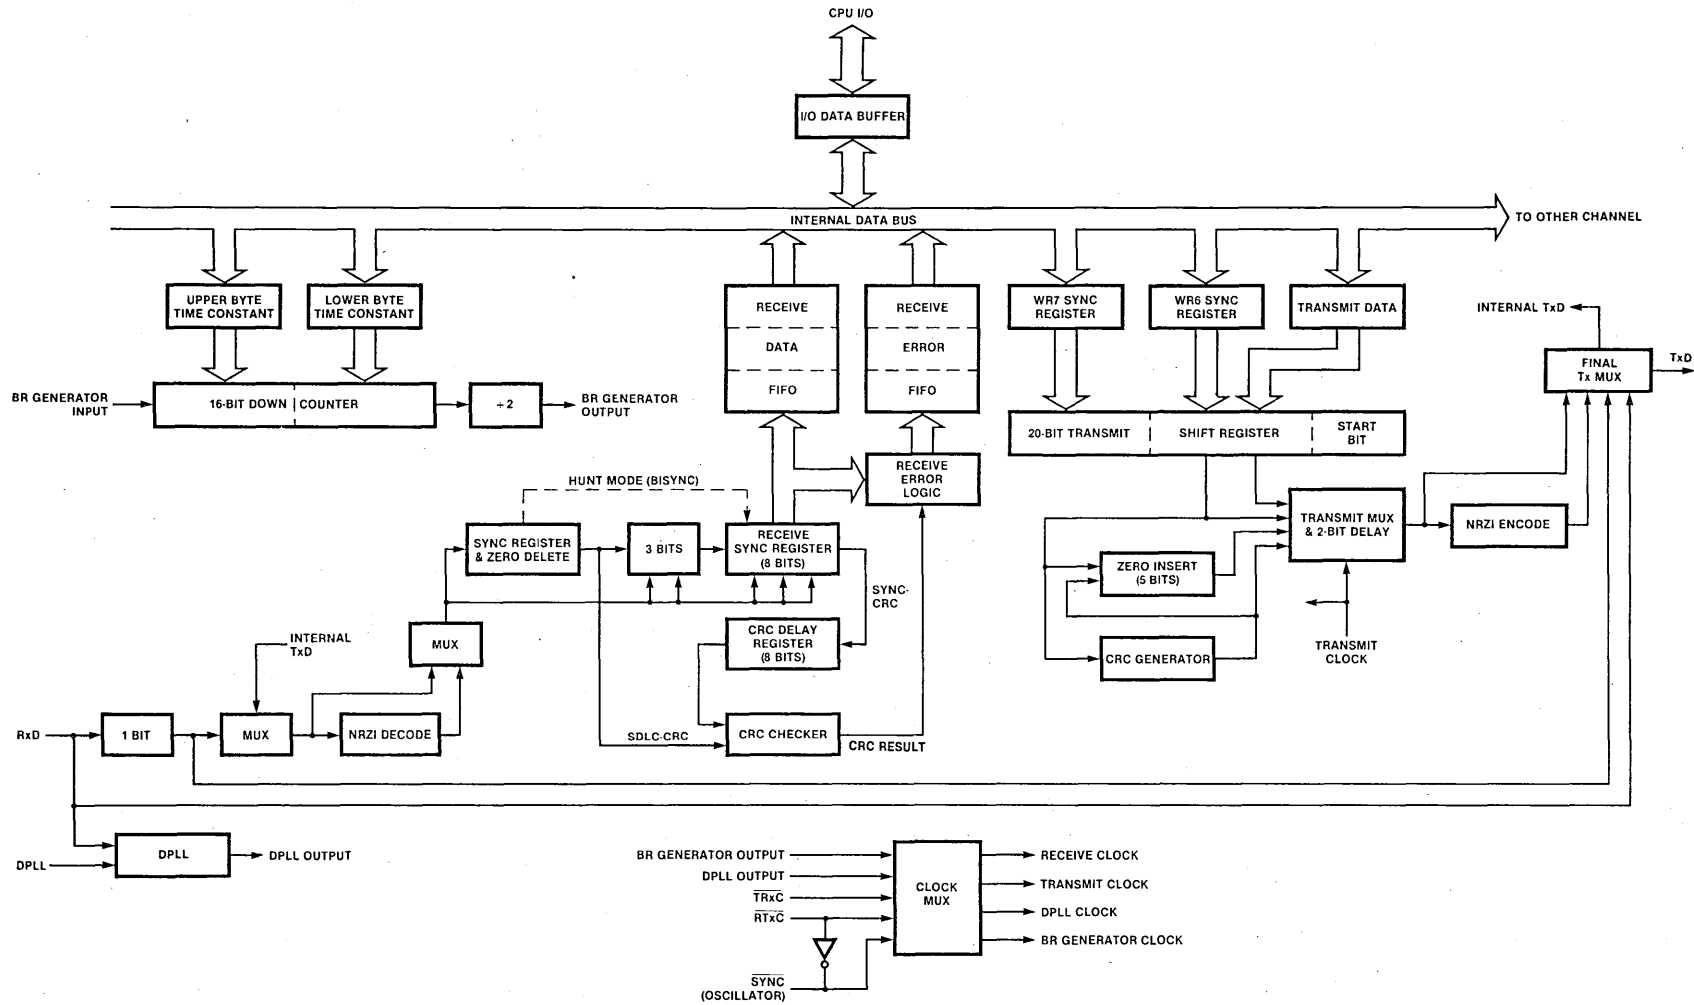 CPU I/O
I/O DATA BUFFER
INTERNAL DATA BUS
TO OTHER CHANNEL
UPPER BYTE
TIME CONSTANT
LOWER BYTE
TIME CONSTANT
RECEIVE
DATA
FIFO
RECEIVE
ERROR
FIFO
WR7 SYNC
REGISTER
WR6 SYNC
REGISTER
TRANSMIT DATA
INTERNAL TxD
FINAL
Tx MUX
TxD
BR GENERATOR
INPUT
16-BIT DOWN COUNTER
÷2
BR GENERATOR
OUTPUT
20-BIT TRANSMIT
SHIFT REGISTER
START
BIT
RECEIVE
ERROR
LOGIC
HUNT MODE (BISYNC)
SYNC REGISTER
& ZERO DELETE
3 BITS
RECEIVE
SYNC REGISTER
(8 BITS)
TRANSMIT MUX
& 2-BIT DELAY
NRZI ENCODE
ZERO INSERT
(5 BITS)
SYNC-
CRC
CRC DELAY
REGISTER
(8 BITS)
INTERNAL
TxD
MUX
CRC GENERATOR
TRANSMIT
CLOCK
RxD
1 BIT
MUX
NRZI DECODE
SDLC-CRC
CRC CHECKER
CRC RESULT
DPLL
DPLL
DPLL OUTPUT
BR GENERATOR OUTPUT
DPLL OUTPUT
TRxC
RTxC
SYNC
(OSCILLATOR)
CLOCK
MUX
RECEIVE CLOCK
TRANSMIT CLOCK
DPLL CLOCK
BR GENERATOR CLOCK